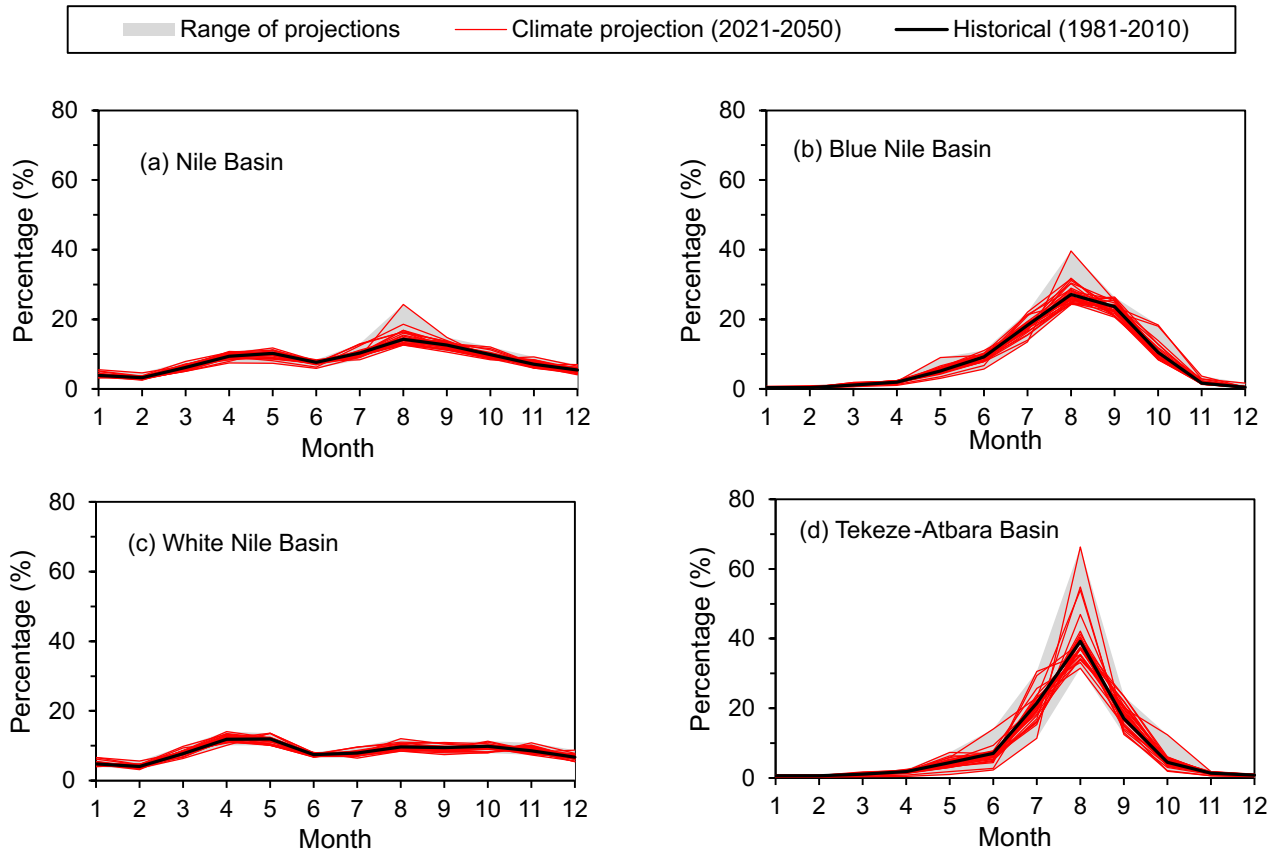 Range of projections Climate projection (2021-2050) Historical (1981-2010)
80
60
40
20
0
Percentage (%)
(a) Nile Basin
1 2 3 4 5 6 7 8 9 10 11 12
Month
80
60
40
20
0
Percentage (%)
(b) Blue Nile Basin
1 2 3 4 5 6 7 8 9 10 11 12
Month
80
60
40
20
0
Percentage (%)
(c) White Nile Basin
1 2 3 4 5 6 7 8 9 10 11 12
Month
80
60
40
20
0
Percentage (%)
(d) Tekeze-Atbara Basin
1 2 3 4 5 6 7 8 9 10 11 12
Month